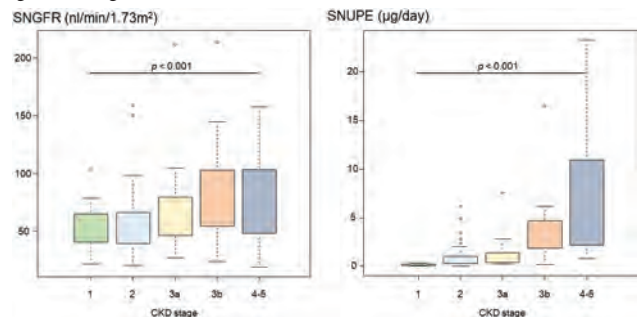 SNGFR (nl/min/1.73m²)
200
150
100
50
p < 0.001
1 2 3a 3b 4-5
CKD stage
SNUPE (µg/day)
20
15
10
5
0
p < 0.001
1 2 3a 3b 4-5
CKD stage